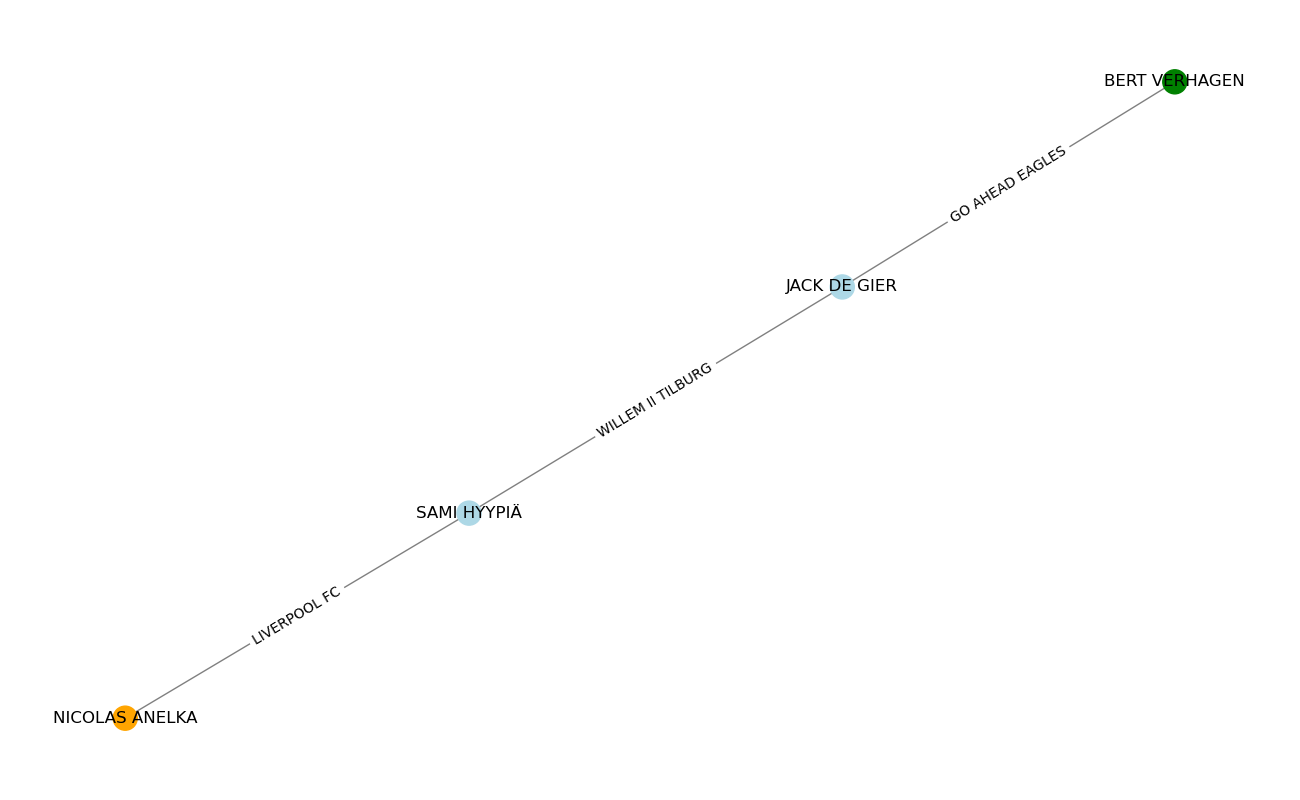 BERT VERHAGEN
GO AHEAD EAGLES
JACK DE GIER
WILLEM II TILBURG
SAMI HYYPIÄ
LIVERPOOL FC
NICOLAS ANELKA